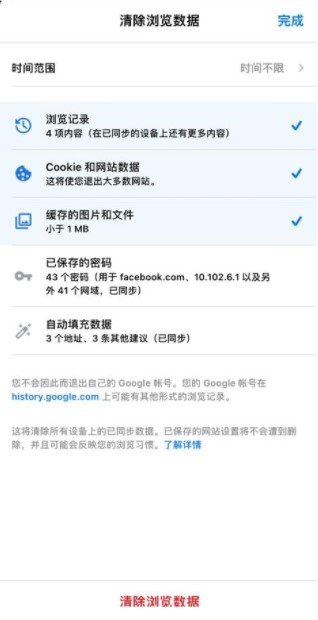 清除浏览数据
完成
时间范围
时间不限
浏览记录
4 项内容（在已同步的设备上还有更多内容）
Cookie 和网站数据
这将使您退出大多数网站。
缓存的图片和文件
小于 1 MB
已保存的密码
43 个密码（用于 facebook.com、10.102.6.1 以及另
外 41 个网域，已同步）
自动填充数据
3 个地址、3 条其他建议（已同步）
您不会因此而退出自己的 Google 帐号。您的 Google 帐号在
history.google.com 上可能有其他形式的浏览记录。
这将清除所有设备上的已同步数据。已保存的网站设置将不会遭到删
除，并且可能会反映您的浏览习惯。了解详情
清除浏览数据